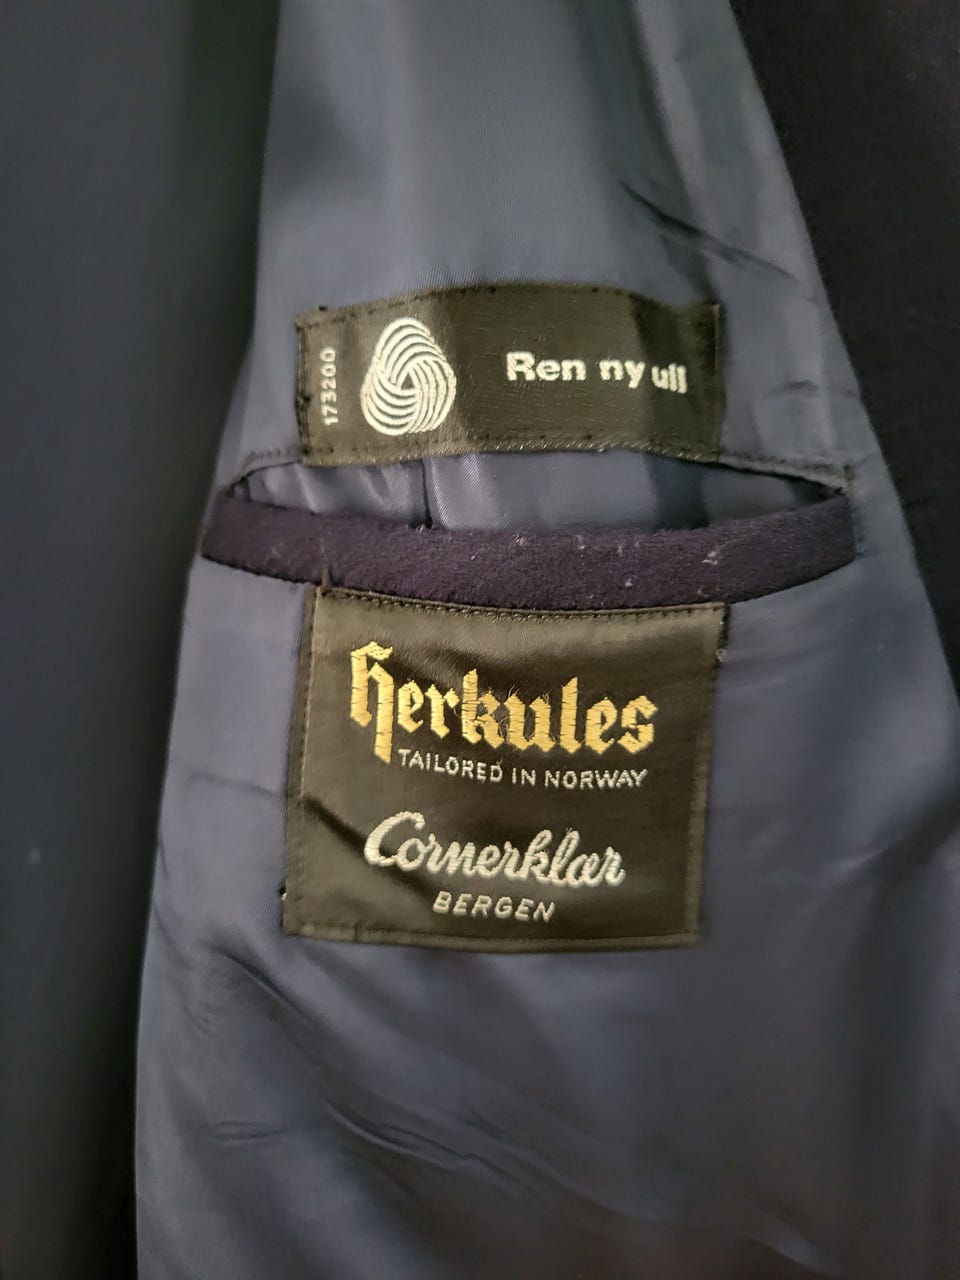 173200
Ren ny ull
Herkules
TAILORED IN NORWAY
Cornerklær
BERGEN